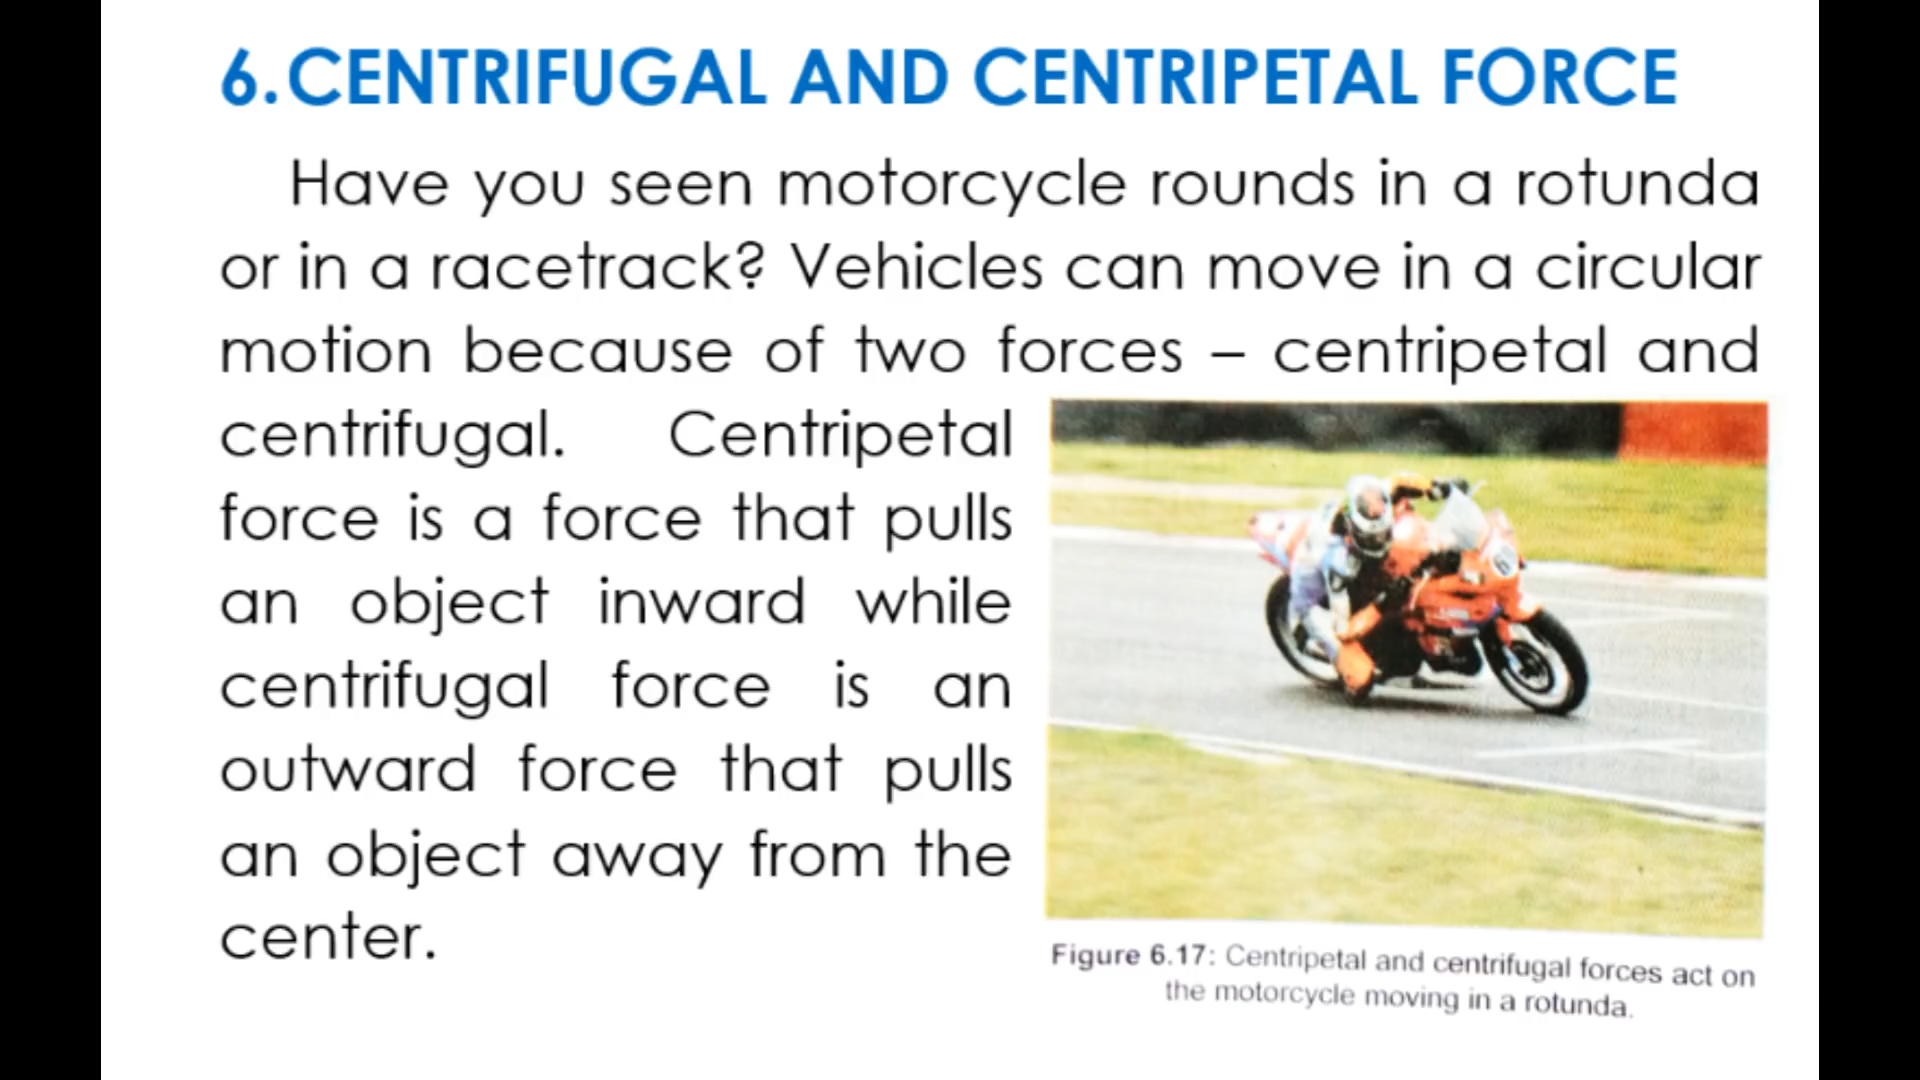 6. CENTRIFUGAL AND CENTRIPETAL FORCE
Have you seen motorcycle rounds in a rotunda
or in a racetrack? Vehicles can move in a circular
motion because of two forces – centripetal and
centrifugal. Centripetal
force is a force that pulls
an object inward while
centrifugal force is an
outward force that pulls
an object away from the
center.
Figure 6.17: Centripetal and centrifugal forces act on
the motorcycle moving in a rotunda.